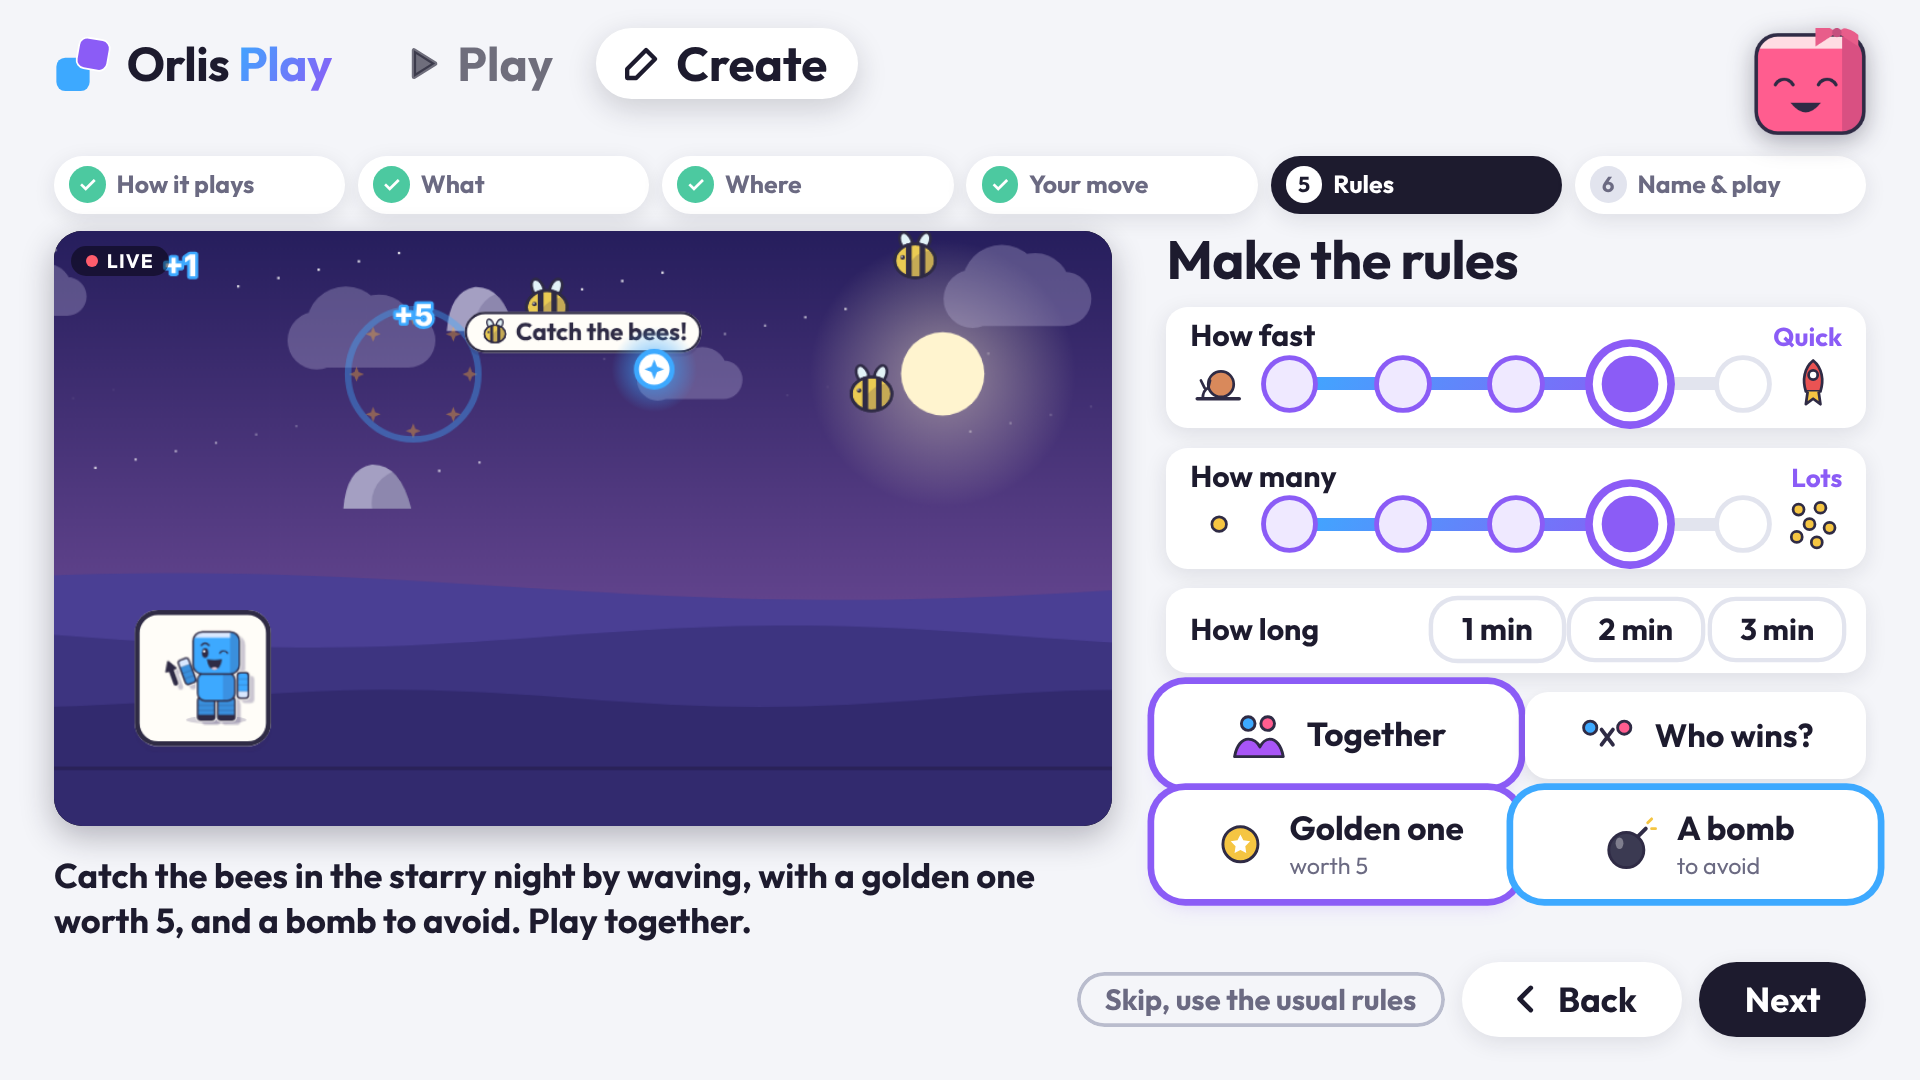 Orlis Play
Play
Create
How it plays
What
Where
Your move
5 Rules
6 Name & play
LIVE
+1
+5
Catch the bees!
Catch the bees in the starry night by waving, with a golden one
worth 5, and a bomb to avoid. Play together.
Make the rules
How fast
Quick
How many
Lots
How long
1 min
2 min
3 min
Together
Who wins?
Golden one
worth 5
A bomb
to avoid
Skip, use the usual rules
Back
Next